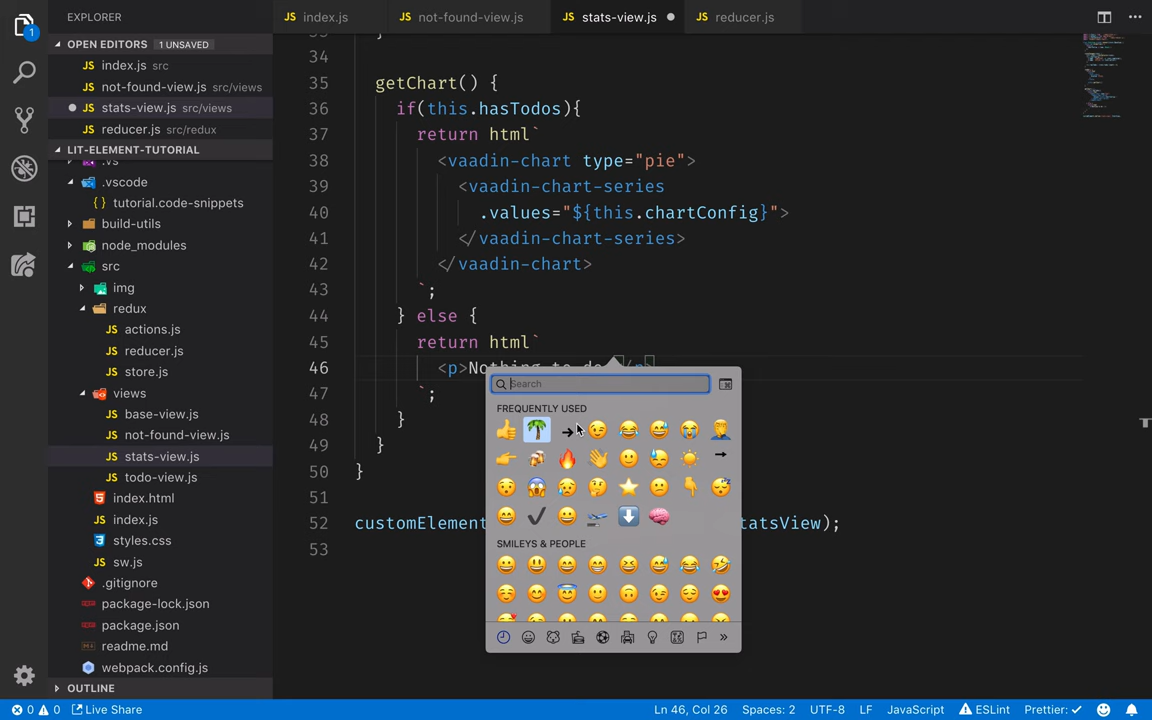 EXPLORER
OPEN EDITORS 1 UNSAVED
JS index.js src
JS not-found-view.js src/views
JS stats-view.js src/views
JS reducer.js src/redux
LIT-ELEMENT-TUTORIAL
.vs
.vscode
{ } tutorial.code-snippets
build-utils
node_modules
src
img
redux
JS actions.js
JS reducer.js
JS store.js
views
JS base-view.js
JS not-found-view.js
JS stats-view.js
JS todo-view.js
index.html
JS index.js
styles.css
JS sw.js
.gitignore
package-lock.json
package.json
readme.md
webpack.config.js
OUTLINE
JS index.js
JS not-found-view.js
JS stats-view.js
JS reducer.js
34
35 getChart() {
36 if(this.hasTodos){
37 return html`
38 <vaadin-chart type="pie">
39 <vaadin-chart-series
40 .values="${this.chartConfig}">
41 </vaadin-chart-series>
42 </vaadin-chart>
43 `;
44 } else {
45 return html`
46 <p>Nothing to do
47 `;
48 }
49 }
50 }
51
52 customElement tatsView);
53
Search
FREQUENTLY USED
SMILEYS & PEOPLE
1
0 0 Live Share Ln 46, Col 26 Spaces: 2 UTF-8 LF JavaScript ESLint Prettier: